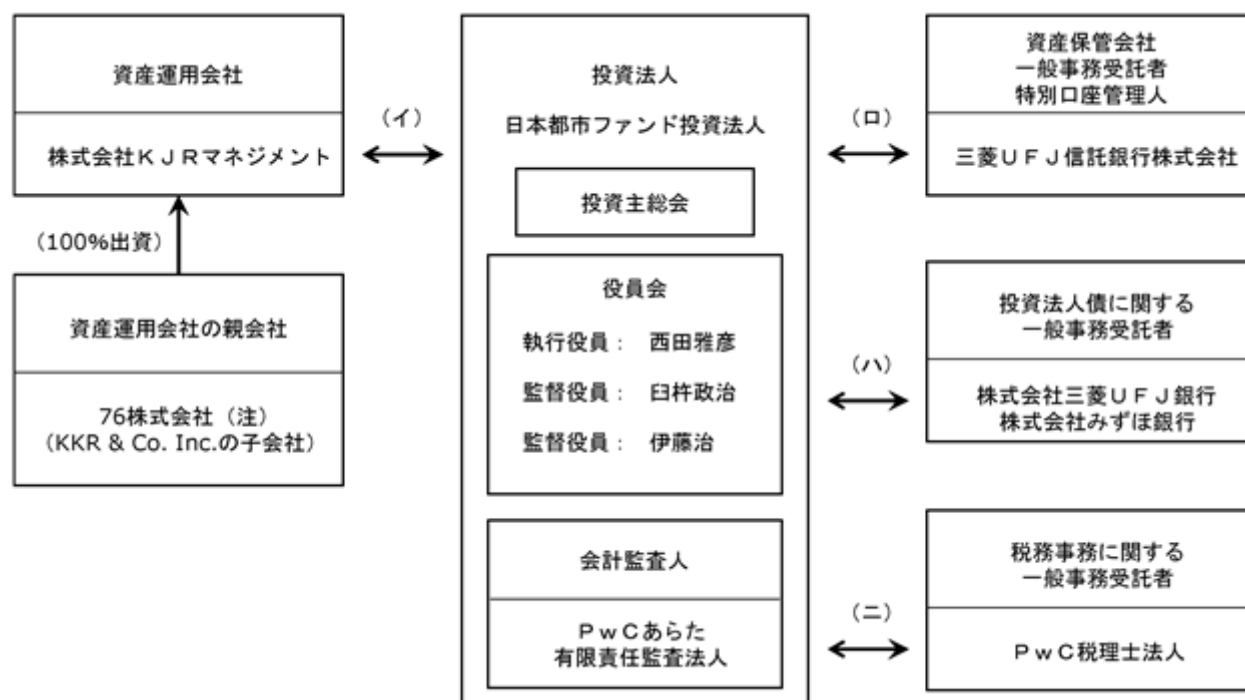 資産運用会社
株式会社ＫＪＲマネジメント
（イ）
（100%出資）
資産運用会社の親会社
76株式会社（注）
（KKR & Co. Inc.の子会社）
投資法人
日本都市ファンド投資法人
投資主総会
役員会
執行役員： 西田雅彦
監督役員： 臼杵政治
監督役員： 伊藤治
会計監査人
ＰｗＣあらた
有限責任監査法人
（ロ）
資産保管会社
一般事務受託者
特別口座管理人
三菱ＵＦＪ信託銀行株式会社
（ハ）
投資法人債に関する
一般事務受託者
株式会社三菱ＵＦＪ銀行
株式会社みずほ銀行
（ニ）
税務事務に関する
一般事務受託者
ＰｗＣ税理士法人